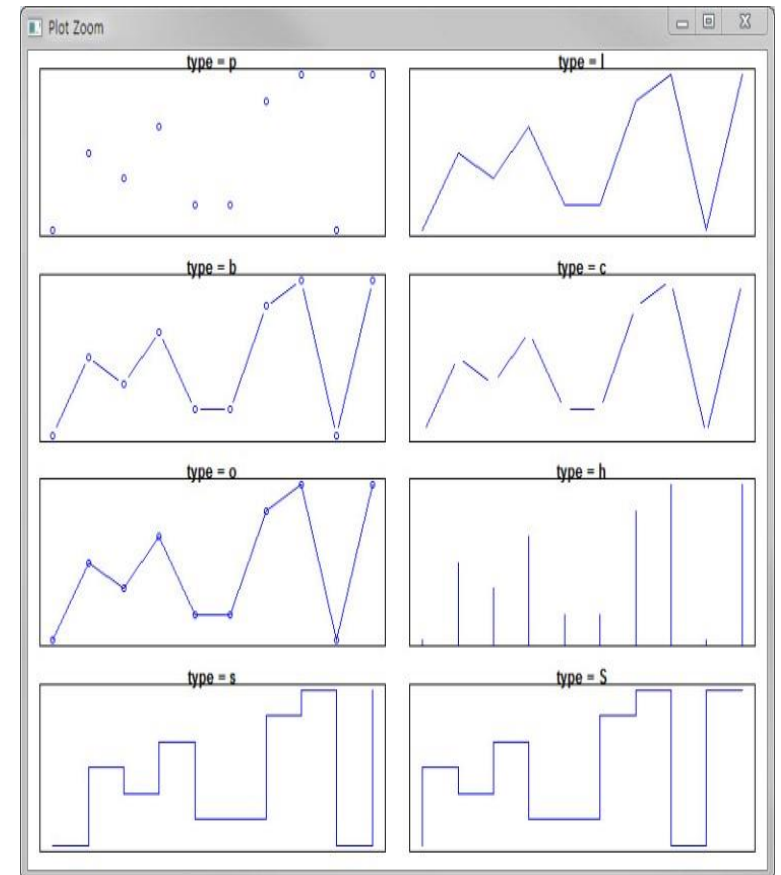 Plot Zoom
type = p
type = l
type = b
type = c
type = o
type = h
type = s
type = S